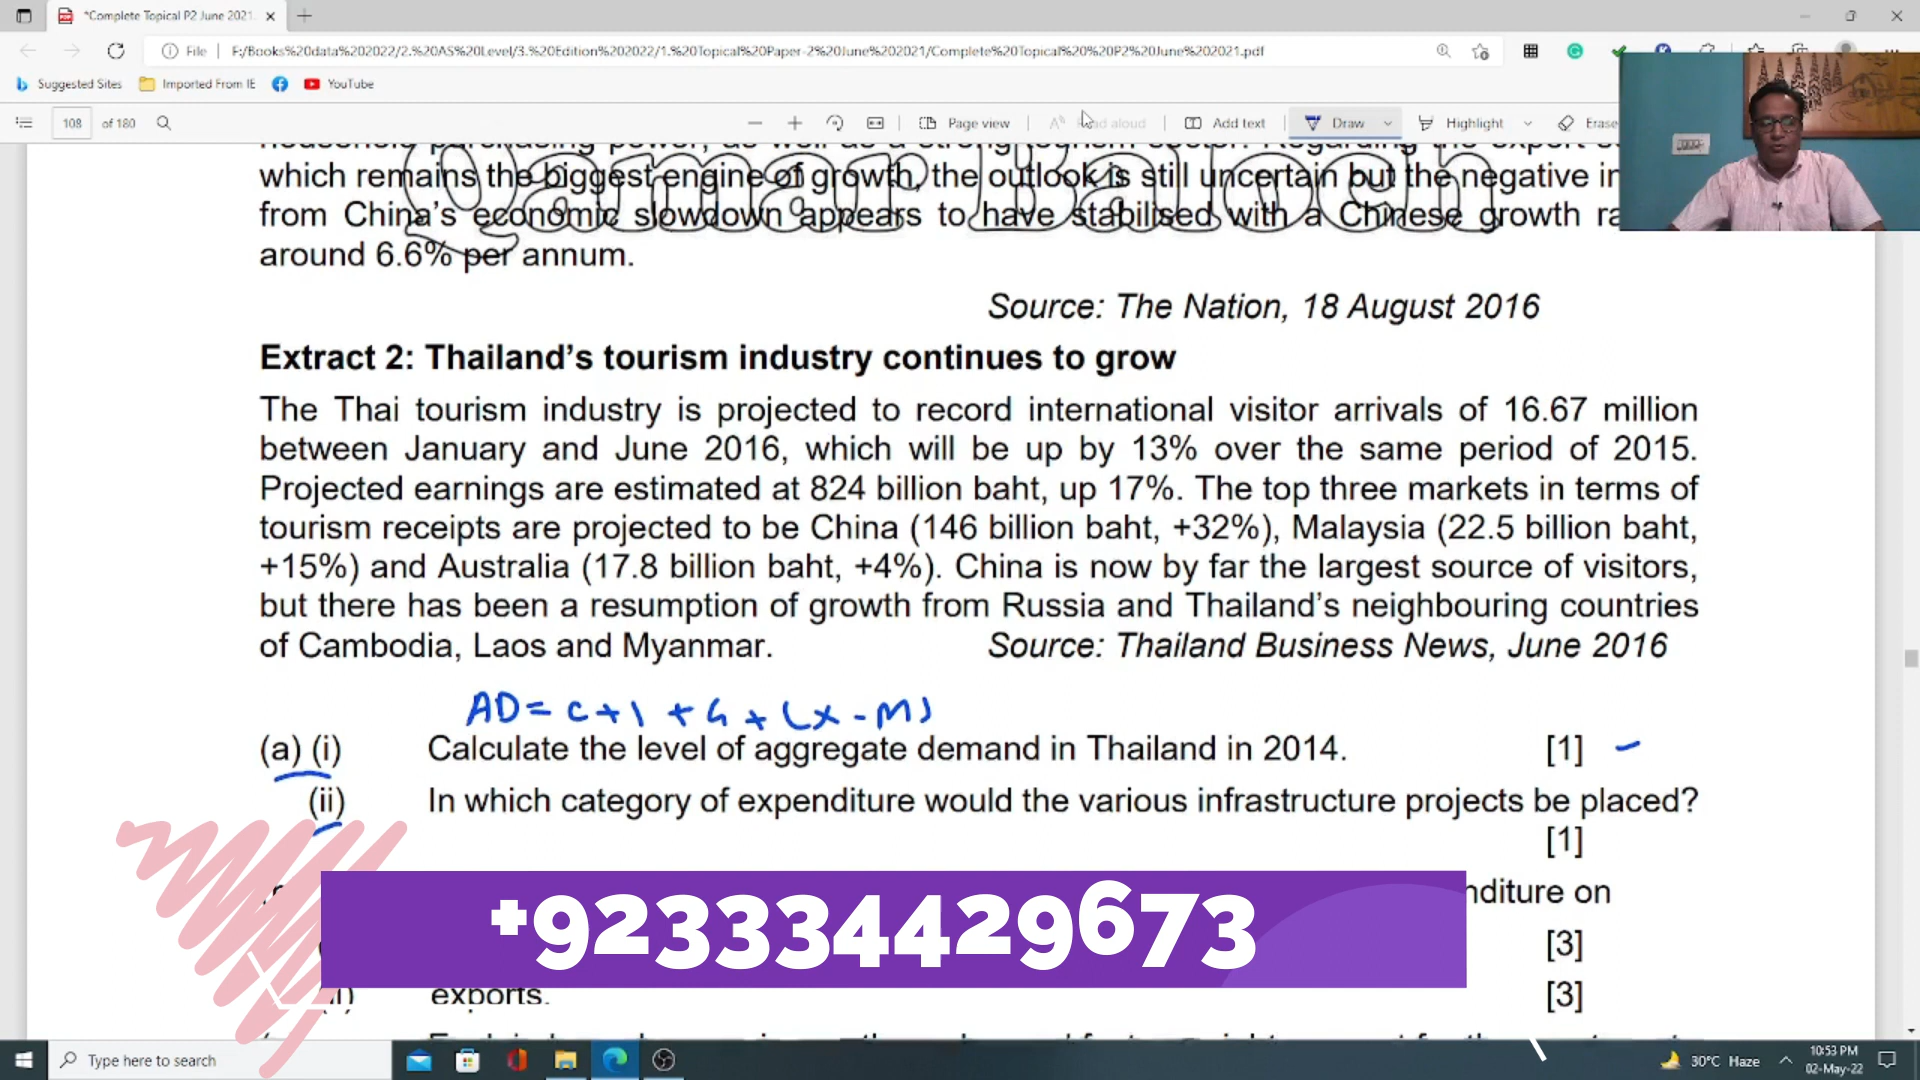 *Complete Topical P2 June 2021.
File
F:/Books%20data%202022/2.%20AS%20Level/3.%20Edition%202022/1.%20Topical%20Paper-2%20June%202021/Complete%20Topical%20%20P2%20June%202021.pdf
Suggested Sites
Imported From IE
YouTube
108 of 180
Page view
Read aloud
Add text
Draw
Highlight
Erase
Qamar Baloch
which remains the biggest engine of growth, the outlook is still uncertain but the negative
from China's economic slowdown appears to have stabilised with a Chinese growth
around 6.6% per annum.
Source: The Nation, 18 August 2016
Extract 2: Thailand's tourism industry continues to grow
The Thai tourism industry is projected to record international visitor arrivals of 16.67 million
between January and June 2016, which will be up by 13% over the same period of 2015.
Projected earnings are estimated at 824 billion baht, up 17%. The top three markets in terms of
tourism receipts are projected to be China (146 billion baht, +32%), Malaysia (22.5 billion baht,
+15%) and Australia (17.8 billion baht, +4%). China is now by far the largest source of visitors,
but there has been a resumption of growth from Russia and Thailand's neighbouring countries
of Cambodia, Laos and Myanmar. Source: Thailand Business News, June 2016
AD = C + I + G + (X - M)
(a) (i) Calculate the level of aggregate demand in Thailand in 2014. [1]
(ii) In which category of expenditure would the various infrastructure projects be placed?
[1]
nditure on
+923334429673
[3]
exports. [3]
Type here to search
30°C Haze
10:53 PM
02-May-22